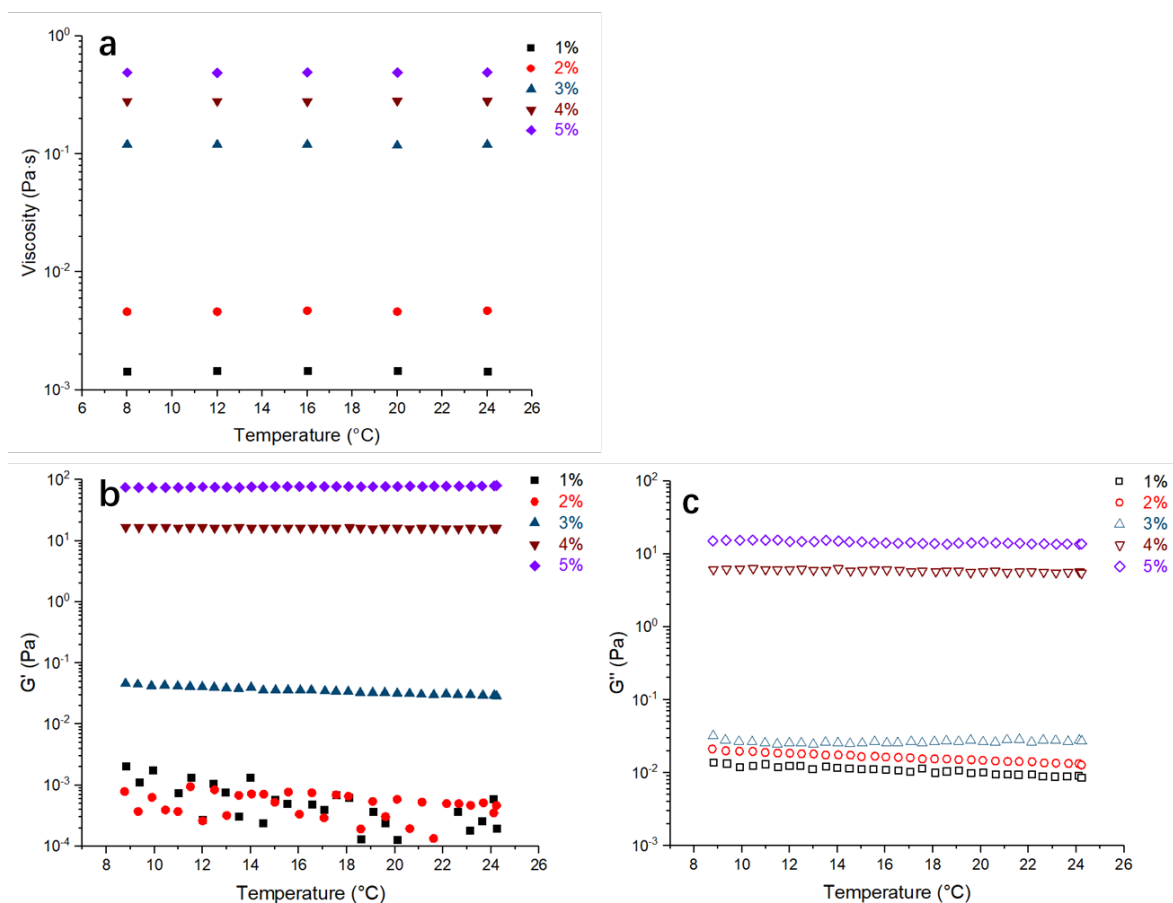 a
10⁰
10⁻¹
10⁻²
10⁻³
Viscosity (Pa·s)
6 8 10 12 14 16 18 20 22 24 26
Temperature (°C)
1%
2%
3%
4%
5%
b
10²
10¹
10⁰
10⁻¹
10⁻²
10⁻³
10⁻⁴
G' (Pa)
8 10 12 14 16 18 20 22 24 26
Temperature (°C)
1%
2%
3%
4%
5%
c
10²
10¹
10⁰
10⁻¹
10⁻²
10⁻³
G'' (Pa)
8 10 12 14 16 18 20 22 24 26
Temperature (°C)
1%
2%
3%
4%
5%